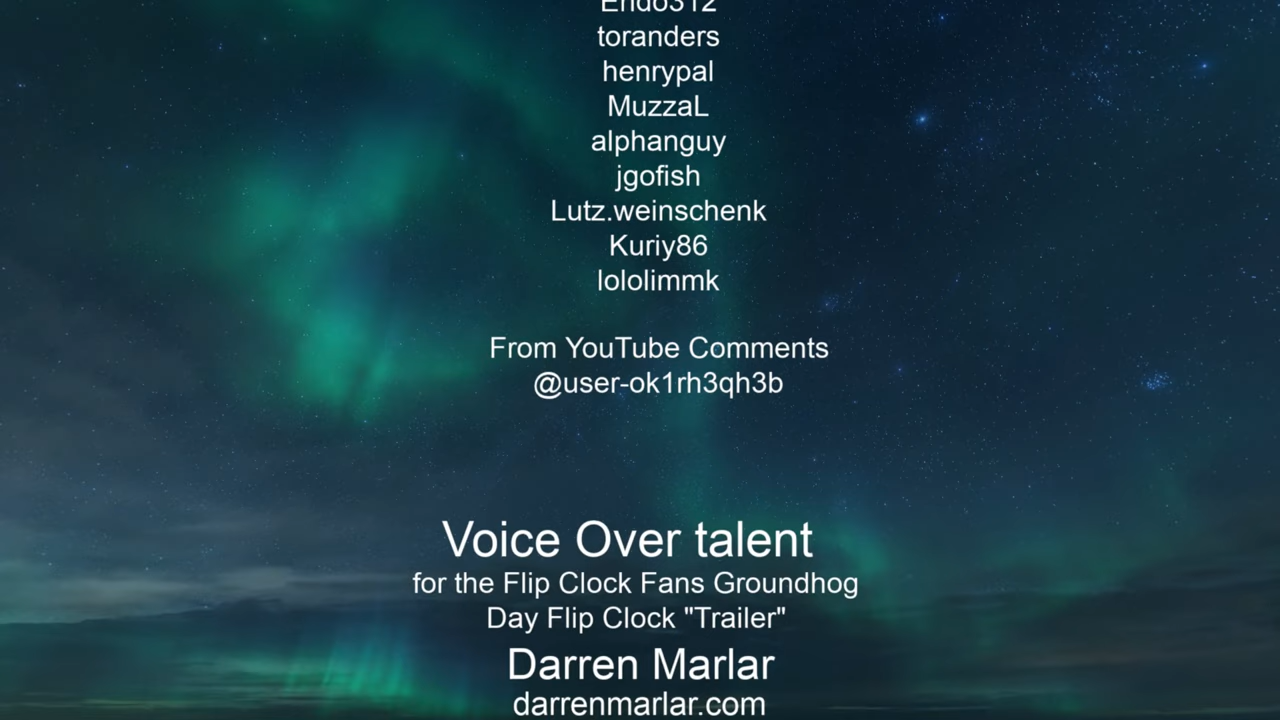 Endo312
toranders
henrypal
MuzzaL
alphanguy
jgofish
Lutz.weinschenk
Kuriy86
lololimmk
From YouTube Comments
@user-ok1rh3qh3b
Voice Over talent
for the Flip Clock Fans Groundhog
Day Flip Clock "Trailer"
Darren Marlar
darrenmarlar.com